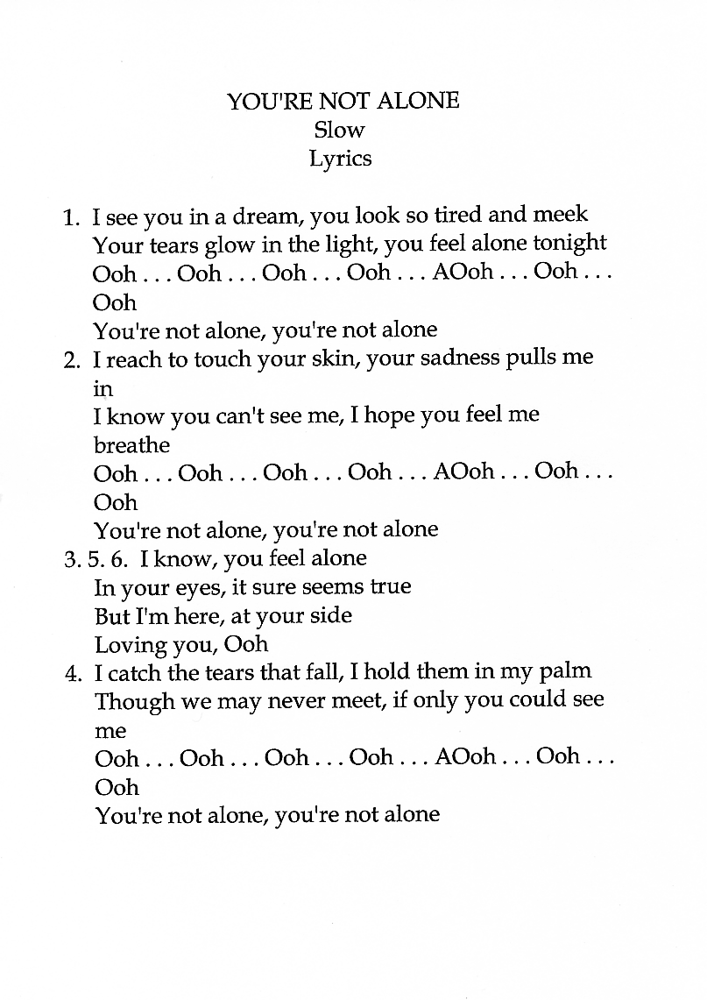 YOU'RE NOT ALONE
Slow
Lyrics
1. I see you in a dream, you look so tired and meek
Your tears glow in the light, you feel alone tonight
Ooh . . . Ooh . . . Ooh . . . Ooh . . . AOoh . . . Ooh . . .
Ooh
You're not alone, you're not alone
2. I reach to touch your skin, your sadness pulls me
in
I know you can't see me, I hope you feel me
breathe
Ooh . . . Ooh . . . Ooh . . . Ooh . . . AOoh . . . Ooh . . .
Ooh
You're not alone, you're not alone
3. 5. 6. I know, you feel alone
In your eyes, it sure seems true
But I'm here, at your side
Loving you, Ooh
4. I catch the tears that fall, I hold them in my palm
Though we may never meet, if only you could see
me
Ooh . . . Ooh . . . Ooh . . . Ooh . . . AOoh . . . Ooh . . .
Ooh
You're not alone, you're not alone